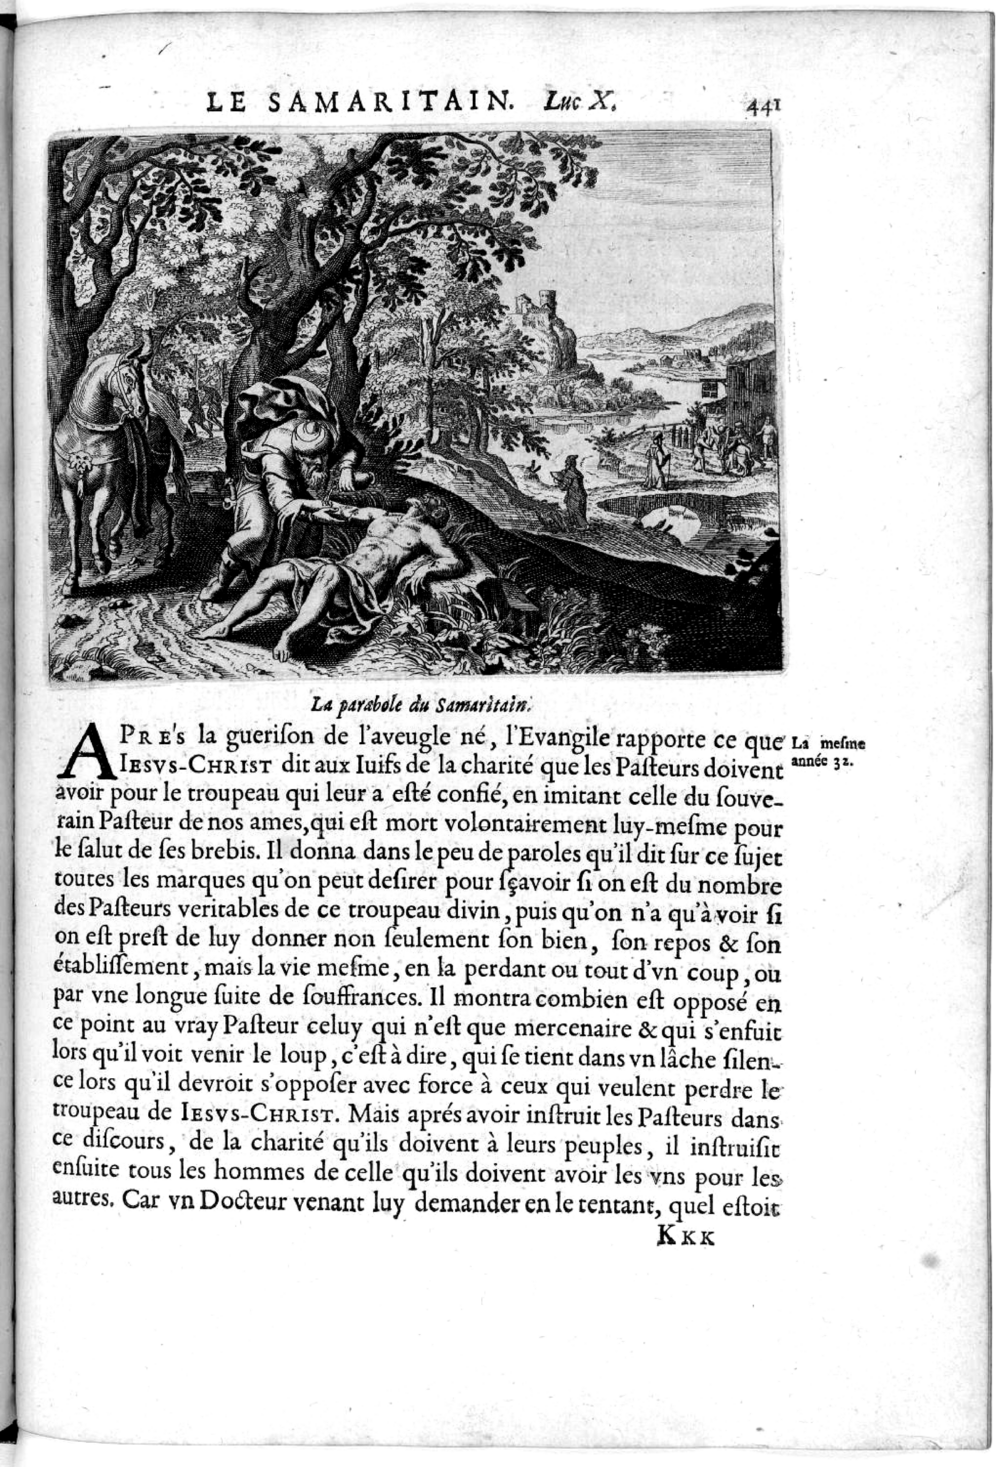 LE SAMARITAIN. Luc X. 441
La parabole du Samaritain.
APRE'S la gueriſon de l'aveugle né, l'Evangile rapporte ce que
IESVS-CHRIST dit aux Iuifs de la charité que les Paſteurs doivent
avoir pour le troupeau qui leur a eſté confié, en imitant celle du ſouve-
rain Paſteur de nos ames, qui eſt mort volontairement luy-meſme pour
le ſalut de ſes brebis. Il donna dans le peu de paroles qu'il dit ſur ce ſujet
toutes les marques qu'on peut deſirer pour ſçavoir ſi on eſt du nombre
des Paſteurs veritables de ce troupeau divin, puis qu'on n'a qu'à voir ſi
on eſt preſt de luy donner non ſeulement ſon bien, ſon repos & ſon
établiſſement, mais la vie meſme, en la perdant ou tout d'vn coup, ou
par vne longue ſuite de ſouffrances. Il montra combien eſt oppoſé en
ce point au vray Paſteur celuy qui n'eſt que mercenaire & qui s'enfuit
lors qu'il voit venir le loup, c'eſt à dire, qui ſe tient dans vn lâche ſilen-
ce lors qu'il devroit s'oppoſer avec force à ceux qui veulent perdre le
troupeau de IESVS-CHRIST. Mais aprés avoir inſtruit les Paſteurs dans
ce diſcours, de la charité qu'ils doivent à leurs peuples, il inſtruiſit
enſuite tous les hommes de celle qu'ils doivent avoir les vns pour les
autres. Car vn Docteur venant luy demander en le tentant, quel eſtoit
La meſme
année 32.
KKK